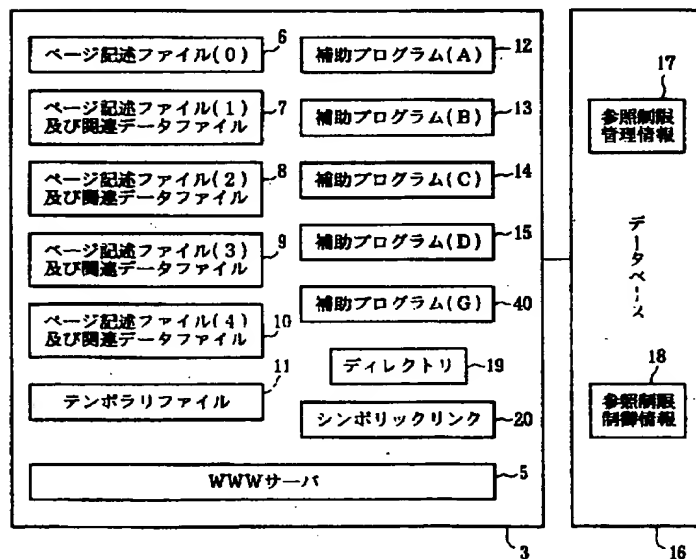 6
ページ記述ファイル(0)
7
ページ記述ファイル(1)
及び関連データファイル
8
ページ記述ファイル(2)
及び関連データファイル
9
ページ記述ファイル(3)
及び関連データファイル
10
ページ記述ファイル(4)
及び関連データファイル
11
テンポラリファイル
補助プログラム(A)
12
補助プログラム(B)
13
補助プログラム(C)
14
補助プログラム(D)
15
補助プログラム(G)
40
ディレクトリ
19
シンボリックリンク
20
WWWサーバ
5
3
17
参照制限
管理情報
データベース
18
参照制限
制御情報
16